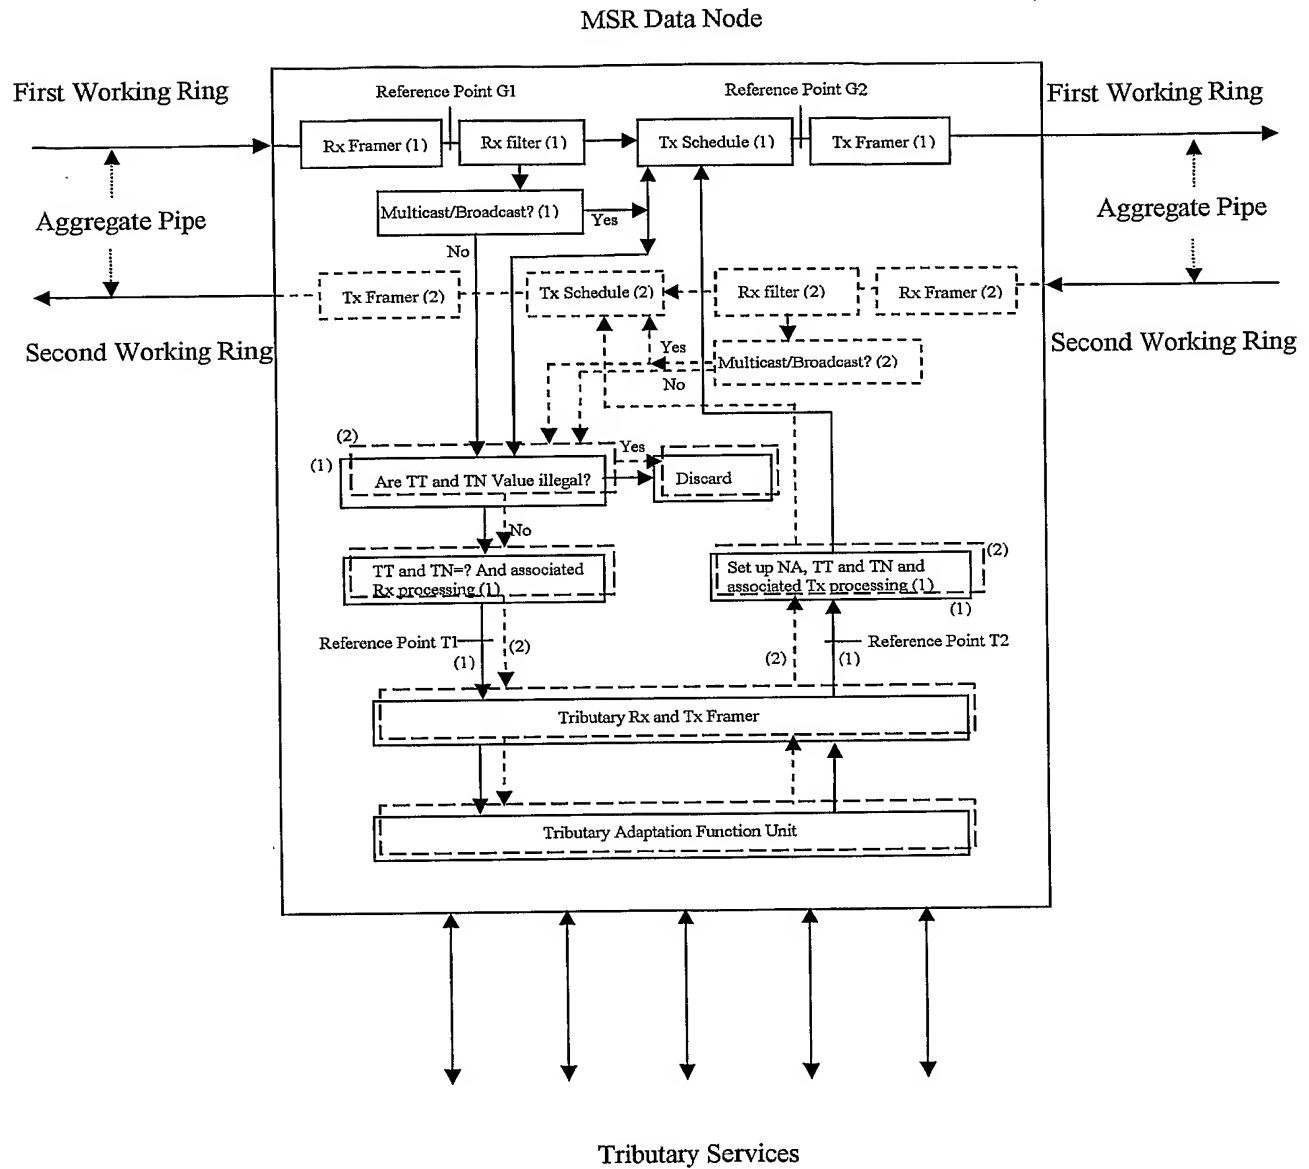 MSR Data Node
First Working Ring
Reference Point G1
Reference Point G2
First Working Ring
Rx Framer (1)
Rx filter (1)
Tx Schedule (1)
Tx Framer (1)
Aggregate Pipe
Multicast/Broadcast? (1)
Yes
Aggregate Pipe
No
Tx Framer (2)
Tx Schedule (2)
Rx filter (2)
Rx Framer (2)
Second Working Ring
Yes
Multicast/Broadcast? (2)
Second Working Ring
No
(2)
Yes
(1)
Are TT and TN Value illegal?
Discard
No
TT and TN=? And associated
Rx processing (1)
Set up NA, TT and TN and
associated Tx processing (1)
(2)
(1)
Reference Point T1
(1)
(2)
(2)
(1)
Reference Point T2
Tributary Rx and Tx Framer
Tributary Adaptation Function Unit
Tributary Services